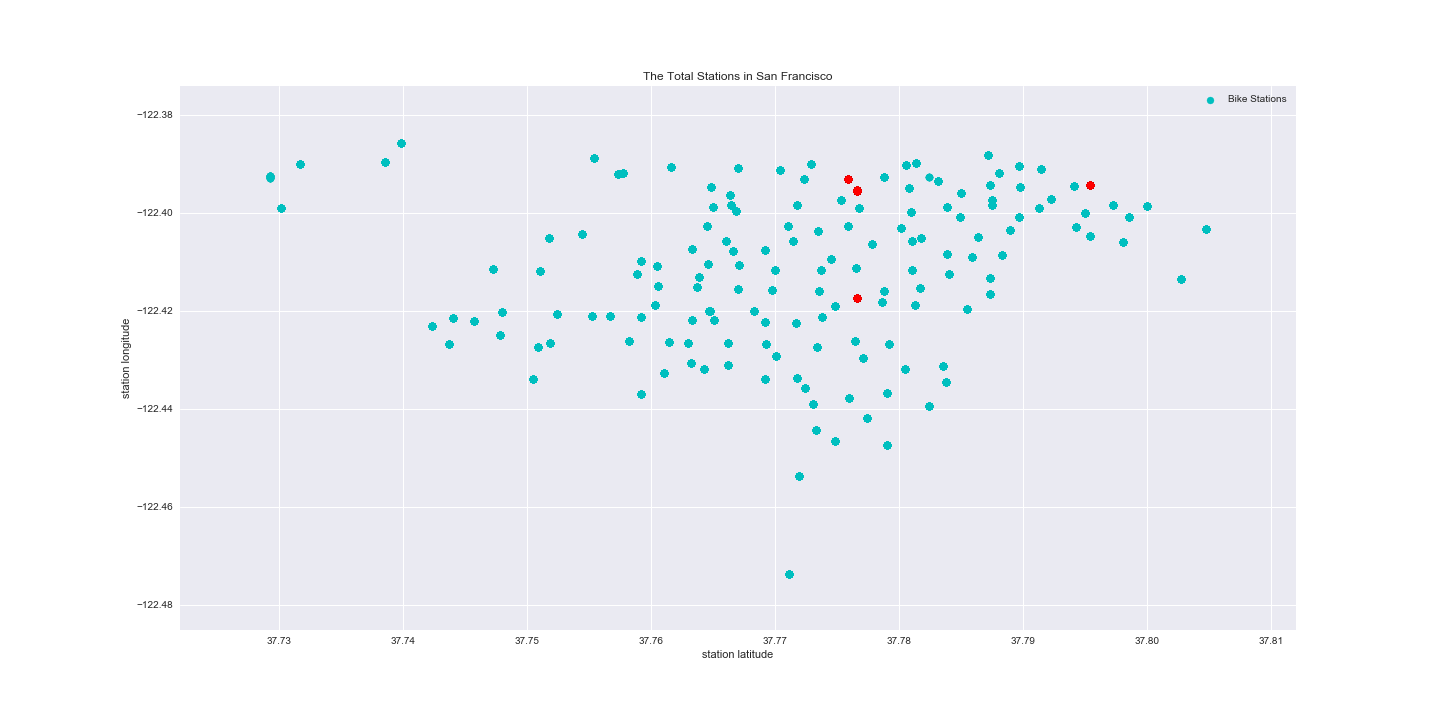 The Total Stations in San Francisco
Bike Stations
station longitude
−122.38
−122.40
−122.42
−122.44
−122.46
−122.48
37.73 37.74 37.75 37.76 37.77 37.78 37.79 37.80 37.81
station latitude